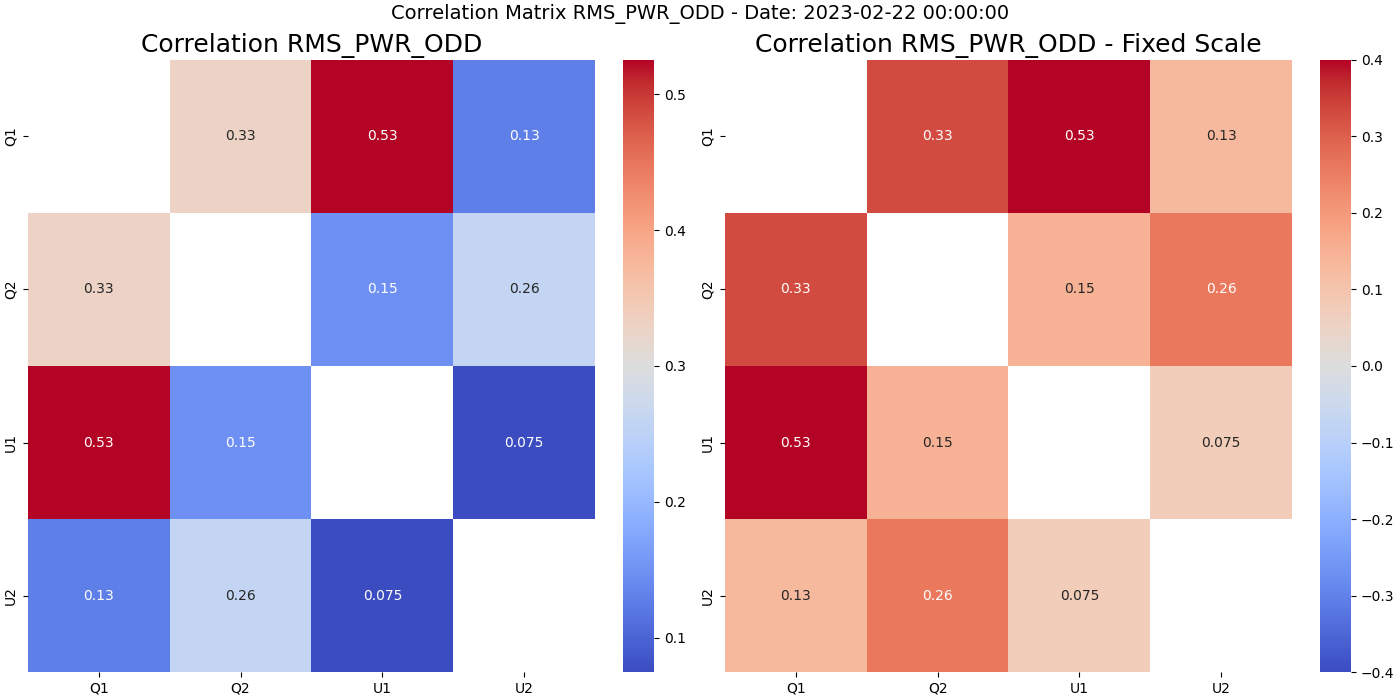 Correlation Matrix RMS_PWR_ODD - Date: 2023-02-22 00:00:00
Correlation RMS_PWR_ODD
Q1
0.33
0.53
0.13
Q2
0.33
0.15
0.26
U1
0.53
0.15
0.075
U2
0.13
0.26
0.075
Q1
Q2
U1
U2
0.5
0.4
0.3
0.2
0.1
Correlation RMS_PWR_ODD - Fixed Scale
Q1
0.33
0.53
0.13
Q2
0.33
0.15
0.26
U1
0.53
0.15
0.075
U2
0.13
0.26
0.075
Q1
Q2
U1
U2
0.4
0.3
0.2
0.1
0.0
−0.1
−0.2
−0.3
−0.4